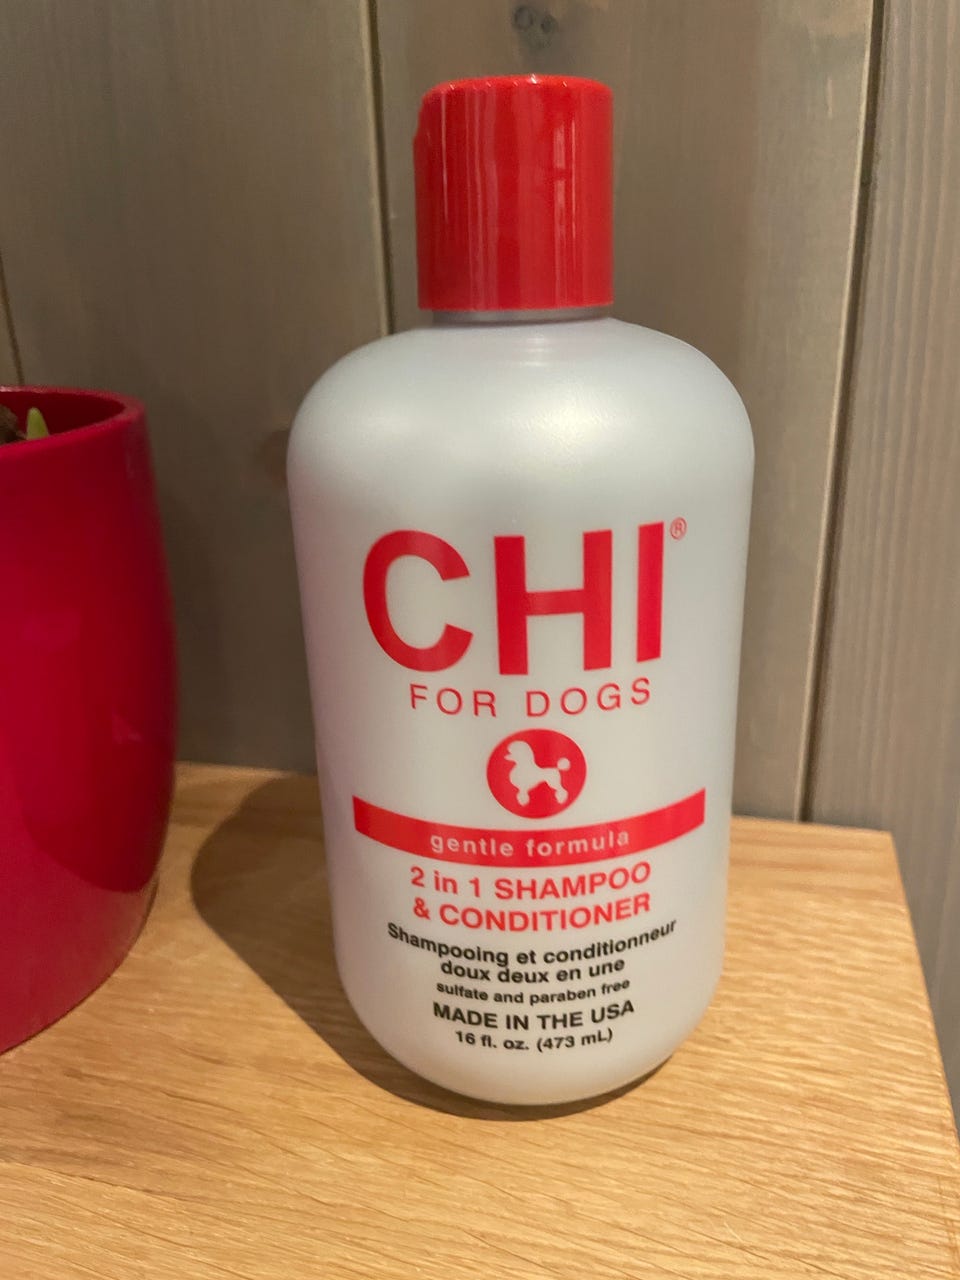 CHI®
FOR DOGS
gentle formula
2 in 1 SHAMPOO
& CONDITIONER
Shampooing et conditionneur
doux deux en une
sulfate and paraben free
MADE IN THE USA
16 fl. oz. (473 mL)